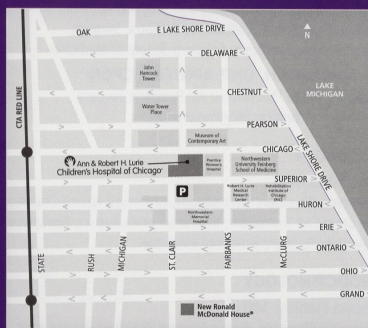 OAK
E LAKE SHORE DRIVE
N
DELAWARE
CTA RED LINE
John
Hancock
Tower
CHESTNUT
LAKE
MICHIGAN
Water Tower
Place
PEARSON
Museum of
Contemporary Art
CHICAGO
LAKE SHORE DRIVE
Ann & Robert H. Lurie
Children's Hospital of Chicago
Prentice
Women's
Hospital
Northwestern
University Feinberg
School of Medicine
SUPERIOR
P
Robert H. Lurie
Medical
Research
Center
Rehabilitation
Institute of
Chicago
(RIC)
HURON
Northwestern
Memorial
Hospital
ERIE
ONTARIO
STATE
RUSH
MICHIGAN
ST. CLAIR
FAIRBANKS
McCLURG
OHIO
GRAND
New Ronald
McDonald House®